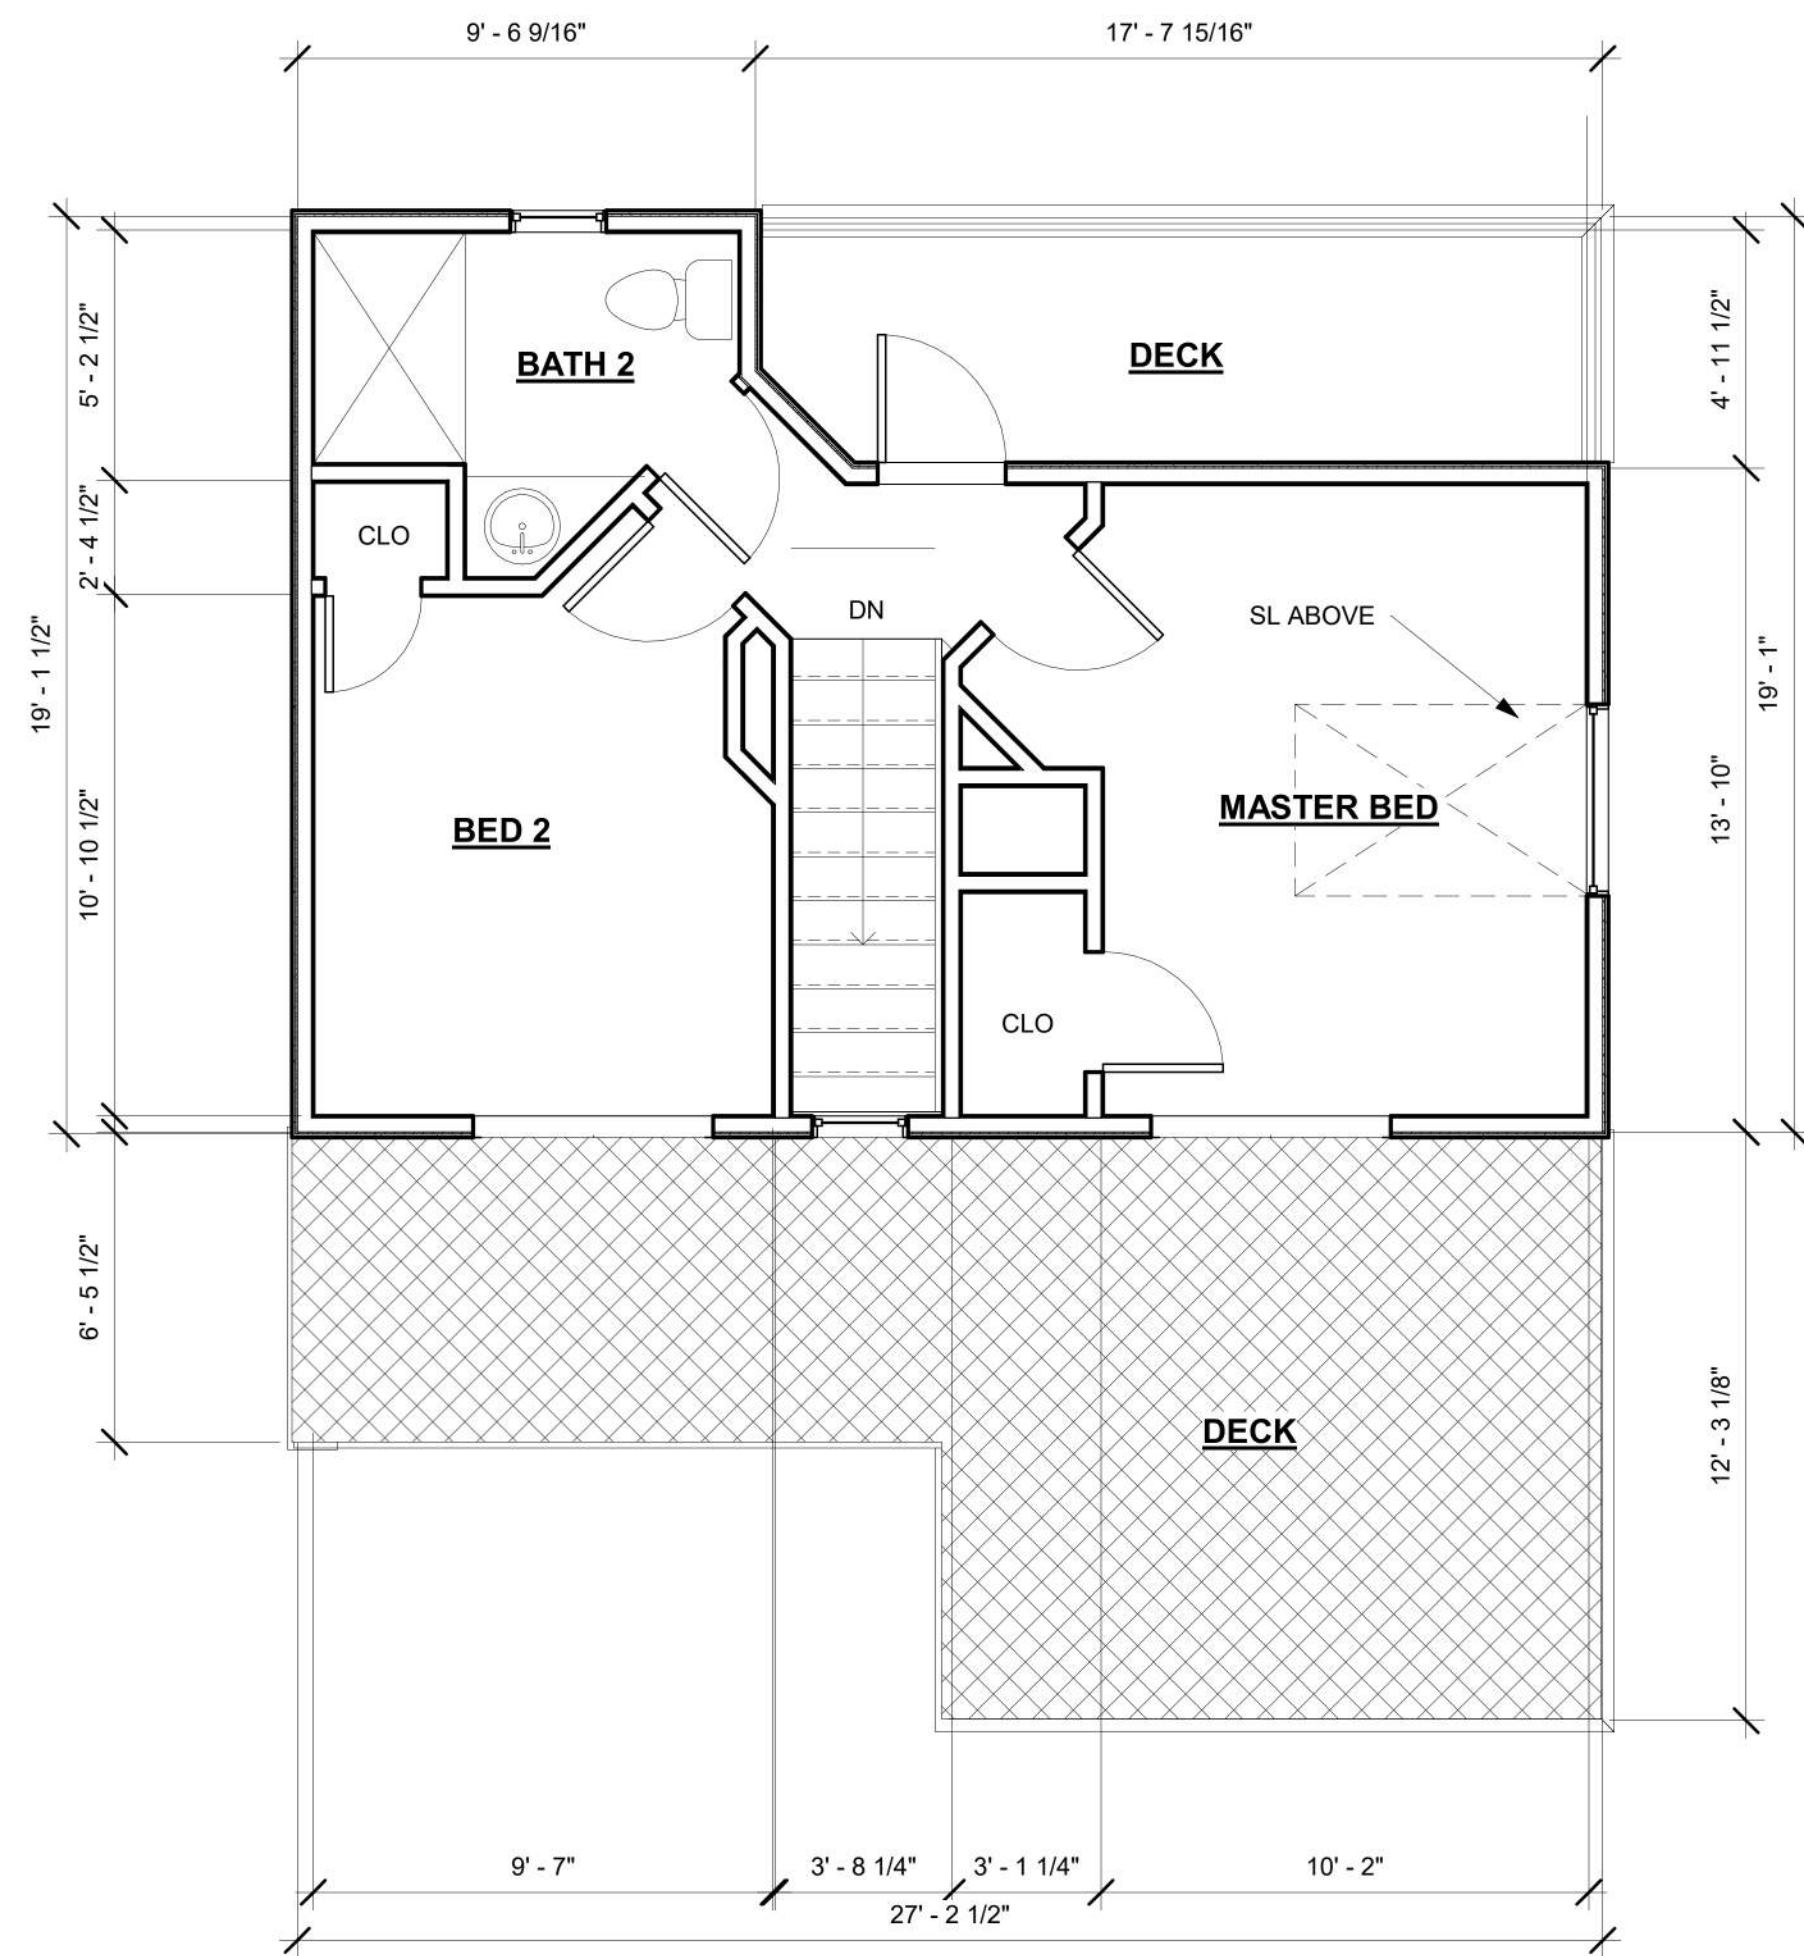 9' - 6 9/16"
17' - 7 15/16"
5' - 2 1/2"
4' - 11 1/2"
BATH 2
DECK
2' - 4 1/2"
CLO
DN
SL ABOVE
19' - 1 1/2"
19' - 1"
10' - 10 1/2"
BED 2
MASTER BED
13' - 10"
CLO
6' - 5 1/2"
DECK
12' - 3 1/8"
9' - 7"
3' - 8 1/4"
3' - 1 1/4"
10' - 2"
27' - 2 1/2"